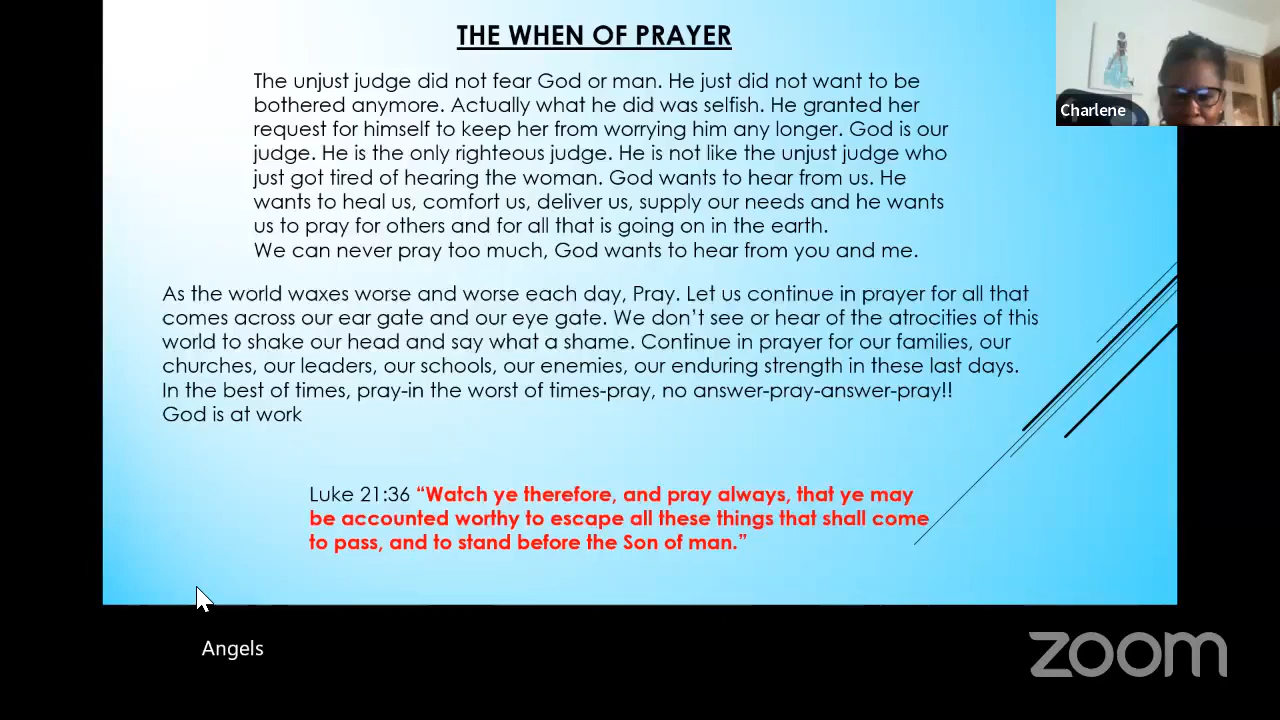 THE WHEN OF PRAYER
The unjust judge did not fear God or man. He just did not want to be
bothered anymore. Actually what he did was selfish. He granted her
request for himself to keep her from worrying him any longer. God is our
judge. He is the only righteous judge. He is not like the unjust judge who
just got tired of hearing the woman. God wants to hear from us. He
wants to heal us, comfort us, deliver us, supply our needs and he wants
us to pray for others and for all that is going on in the earth.
We can never pray too much, God wants to hear from you and me.
As the world waxes worse and worse each day, Pray. Let us continue in prayer for all that
comes across our ear gate and our eye gate. We don’t see or hear of the atrocities of this
world to shake our head and say what a shame. Continue in prayer for our families, our
churches, our leaders, our schools, our enemies, our enduring strength in these last days.
In the best of times, pray-in the worst of times-pray, no answer-pray-answer-pray!!
God is at work
Luke 21:36 “Watch ye therefore, and pray always, that ye may
be accounted worthy to escape all these things that shall come
to pass, and to stand before the Son of man.”
Charlene
Angels
zoom